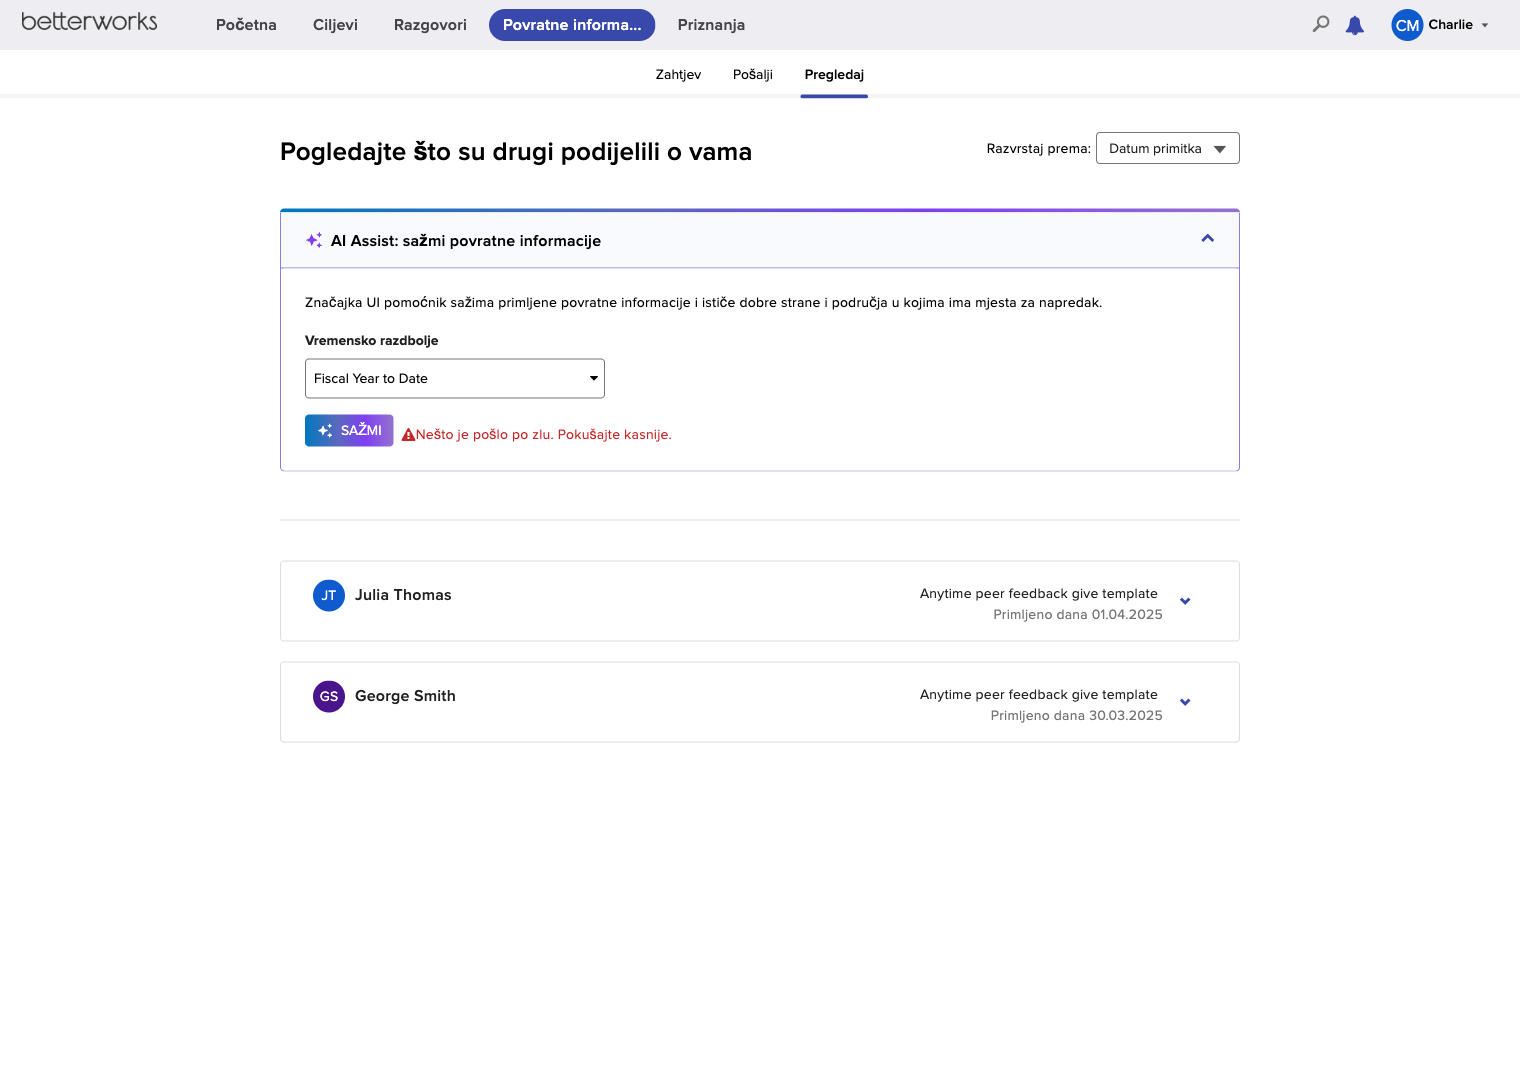 betterworks
Početna
Ciljevi
Razgovori
Povratne informa...
Priznanja
CM
Charlie
Zahtjev
Pošalji
Pregledaj
Pogledajte što su drugi podijelili o vama
Razvrstaj prema:
Datum primitka
AI Assist: sažmi povratne informacije
Značajka UI pomoćnik sažima primljene povratne informacije i ističe dobre strane i područja u kojima ima mjesta za napredak.
Vremensko razdbolje
Fiscal Year to Date
SAŽMI
Nešto je pošlo po zlu. Pokušajte kasnije.
JT
Julia Thomas
Anytime peer feedback give template
Primljeno dana 01.04.2025
GS
George Smith
Anytime peer feedback give template
Primljeno dana 30.03.2025